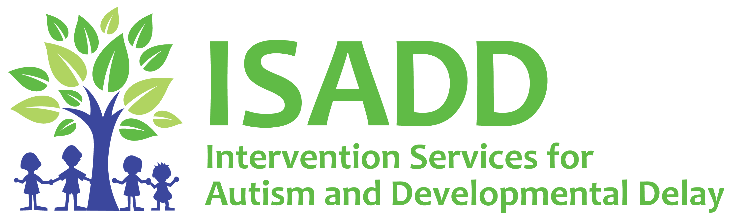 ISADD
Intervention Services for
Autism and Developmental Delay